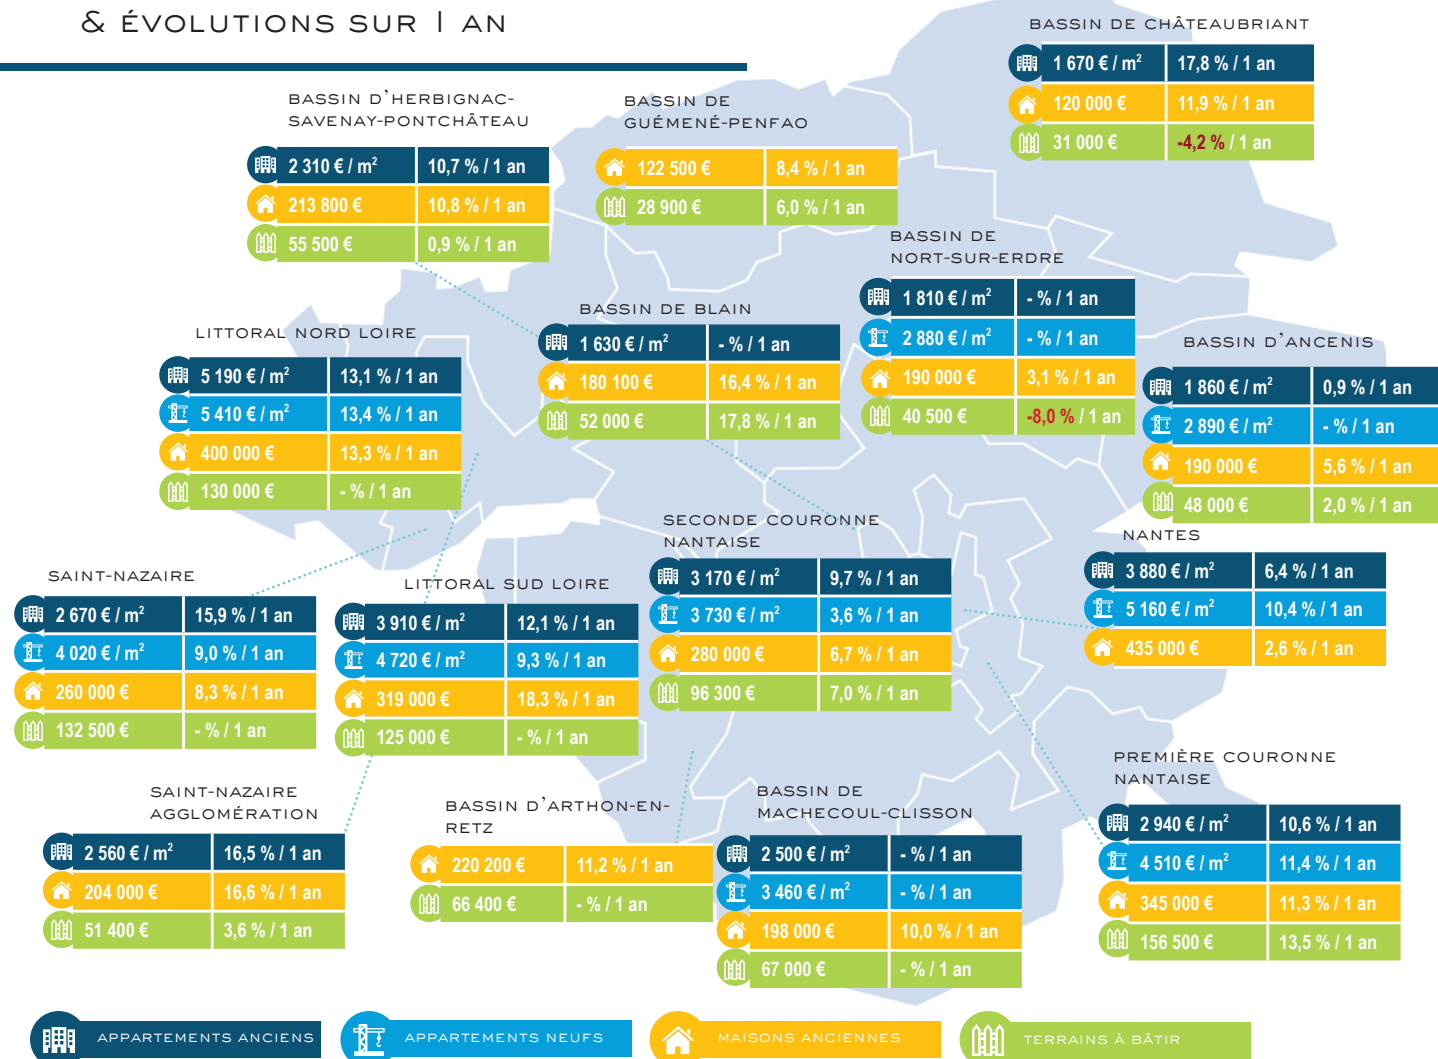 & ÉVOLUTIONS SUR 1 AN
BASSIN DE CHÂTEAUBRIANT
1 670 € / m² 17,8 % / 1 an
120 000 € 11,9 % / 1 an
31 000 € -4,2 % / 1 an
BASSIN D'HERBIGNAC-
SAVENAY-PONTCHÂTEAU
2 310 € / m² 10,7 % / 1 an
213 800 € 10,8 % / 1 an
55 500 € 0,9 % / 1 an
BASSIN DE
GUÉMENÉ-PENFAO
122 500 € 8,4 % / 1 an
28 900 € 6,0 % / 1 an
BASSIN DE
NORT-SUR-ERDRE
1 810 € / m² - % / 1 an
2 880 € / m² - % / 1 an
190 000 € 3,1 % / 1 an
40 500 € -8,0 % / 1 an
LITTORAL NORD LOIRE
5 190 € / m² 13,1 % / 1 an
5 410 € / m² 13,4 % / 1 an
400 000 € 13,3 % / 1 an
130 000 € - % / 1 an
BASSIN DE BLAIN
1 630 € / m² - % / 1 an
180 100 € 16,4 % / 1 an
52 000 € 17,8 % / 1 an
BASSIN D'ANCENIS
1 860 € / m² 0,9 % / 1 an
2 890 € / m² - % / 1 an
190 000 € 5,6 % / 1 an
48 000 € 2,0 % / 1 an
SAINT-NAZAIRE
2 670 € / m² 15,9 % / 1 an
4 020 € / m² 9,0 % / 1 an
260 000 € 8,3 % / 1 an
132 500 € - % / 1 an
LITTORAL SUD LOIRE
3 910 € / m² 12,1 % / 1 an
4 720 € / m² 9,3 % / 1 an
319 000 € 18,3 % / 1 an
125 000 € - % / 1 an
SECONDE COURONNE
NANTAISE
3 170 € / m² 9,7 % / 1 an
3 730 € / m² 3,6 % / 1 an
280 000 € 6,7 % / 1 an
96 300 € 7,0 % / 1 an
NANTES
3 880 € / m² 6,4 % / 1 an
5 160 € / m² 10,4 % / 1 an
435 000 € 2,6 % / 1 an
SAINT-NAZAIRE
AGGLOMÉRATION
2 560 € / m² 16,5 % / 1 an
204 000 € 16,6 % / 1 an
51 400 € 3,6 % / 1 an
BASSIN D'ARTHON-EN-
RETZ
220 200 € 11,2 % / 1 an
66 400 € - % / 1 an
BASSIN DE
MACHECOUL-CLISSON
2 500 € / m² - % / 1 an
3 460 € / m² - % / 1 an
198 000 € 10,0 % / 1 an
67 000 € - % / 1 an
PREMIÈRE COURONNE
NANTAISE
2 940 € / m² 10,6 % / 1 an
4 510 € / m² 11,4 % / 1 an
345 000 € 11,3 % / 1 an
156 500 € 13,5 % / 1 an
APPARTEMENTS ANCIENS
APPARTEMENTS NEUFS
MAISONS ANCIENNES
TERRAINS À BÂTIR